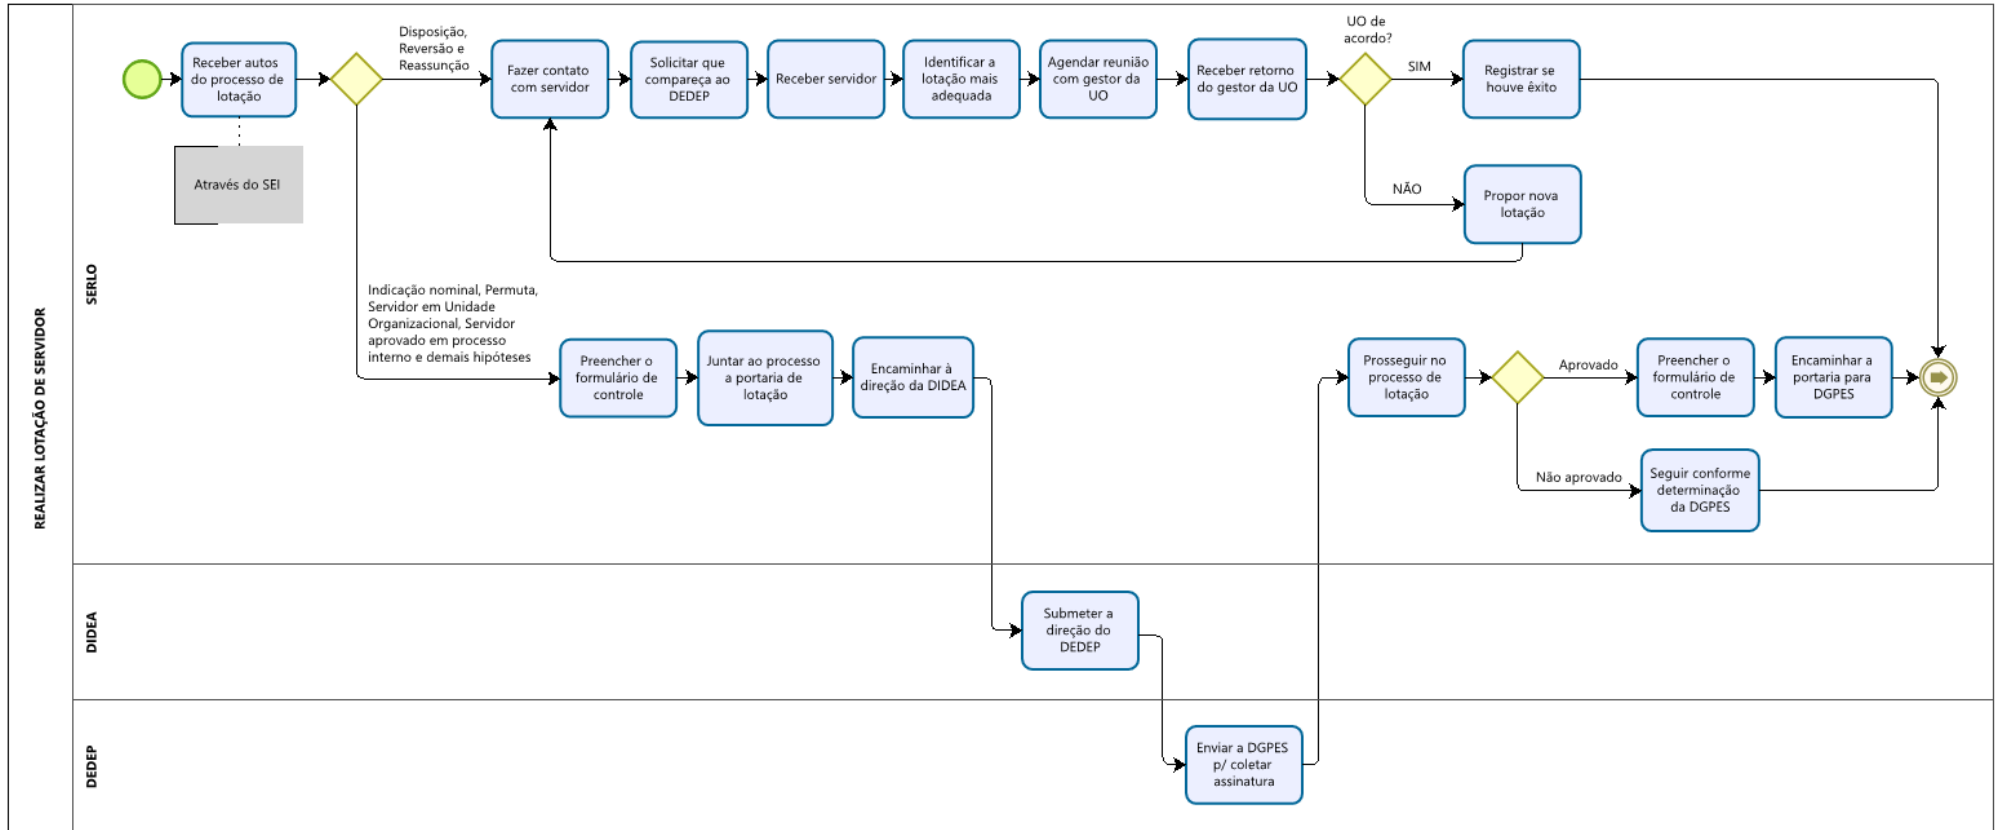 REALIZAR LOTAÇÃO DE SERVIDOR
SERLO
Receber autos
do processo de
lotação
Através do SEI
Disposição,
Reversão e
Reassunção
Fazer contato
com servidor
Solicitar que
compareça ao
DEDEP
Receber servidor
Identificar a
lotação mais
adequada
Agendar reunião
com gestor da
UO
Receber retorno
do gestor da UO
UO de
acordo?
SIM
Registrar se
houve êxito
NÃO
Propor nova
lotação
Indicação nominal, Permuta,
Servidor em Unidade
Organizacional, Servidor
aprovado em processo
interno e demais hipóteses
Preencher o
formulário de
controle
Juntar ao processo
a portaria de
lotação
Encaminhar à
direção da DIDEA
Prosseguir no
processo de
lotação
Aprovado
Preencher o
formulário de
controle
Encaminhar a
portaria para
DGPES
Não aprovado
Seguir conforme
determinação
da DGPES
DIDEA
Submeter a
direção do
DEDEP
DEDEP
Enviar a DGPES
p/ coletar
assinatura